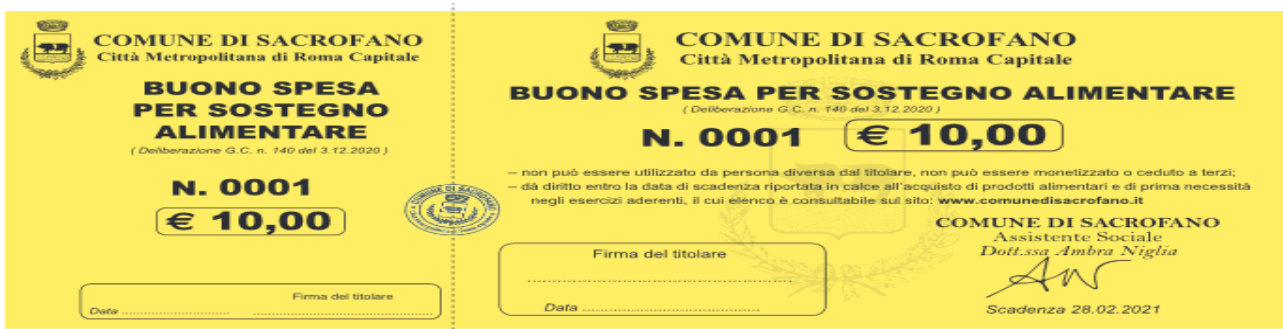 COMUNE DI SACROFANO
Città Metropolitana di Roma Capitale
BUONO SPESA
PER SOSTEGNO
ALIMENTARE
( Deliberazione G.C. n. 140 del 3.12.2020 )
N. 0001
€ 10,00
Firma del titolare
Data
COMUNE DI SACROFANO
COMUNE DI SACROFANO
Città Metropolitana di Roma Capitale
BUONO SPESA PER SOSTEGNO ALIMENTARE
( Deliberazione G.C. n. 140 del 3.12.2020 )
N. 0001 € 10,00
– non può essere utilizzato da persona diversa dal titolare, non può essere monetizzato o ceduto a terzi;
– dà diritto entro la data di scadenza riportata in calce all'acquisto di prodotti alimentari e di prima necessità
negli esercizi aderenti, il cui elenco è consultabile sul sito: www.comunedisacrofano.it
COMUNE DI SACROFANO
Assistente Sociale
Dott.ssa Ambra Niglia
Firma del titolare
Data
Scadenza 28.02.2021